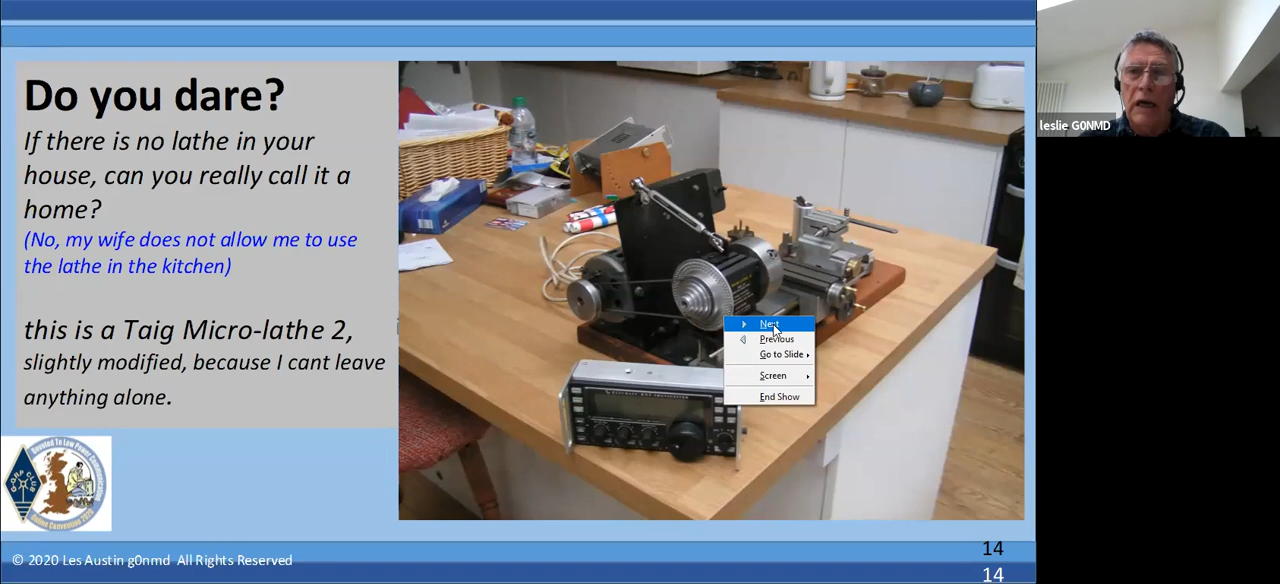 Do you dare?
If there is no lathe in your
house, can you really call it a
home?
(No, my wife does not allow me to use
the lathe in the kitchen)
this is a Taig Micro-lathe 2,
slightly modified, because I cant leave
anything alone.
Next
Previous
Go to Slide
Screen
End Show
leslie G0NMD
© 2020 Les Austin g0nmd All Rights Reserved
14
14